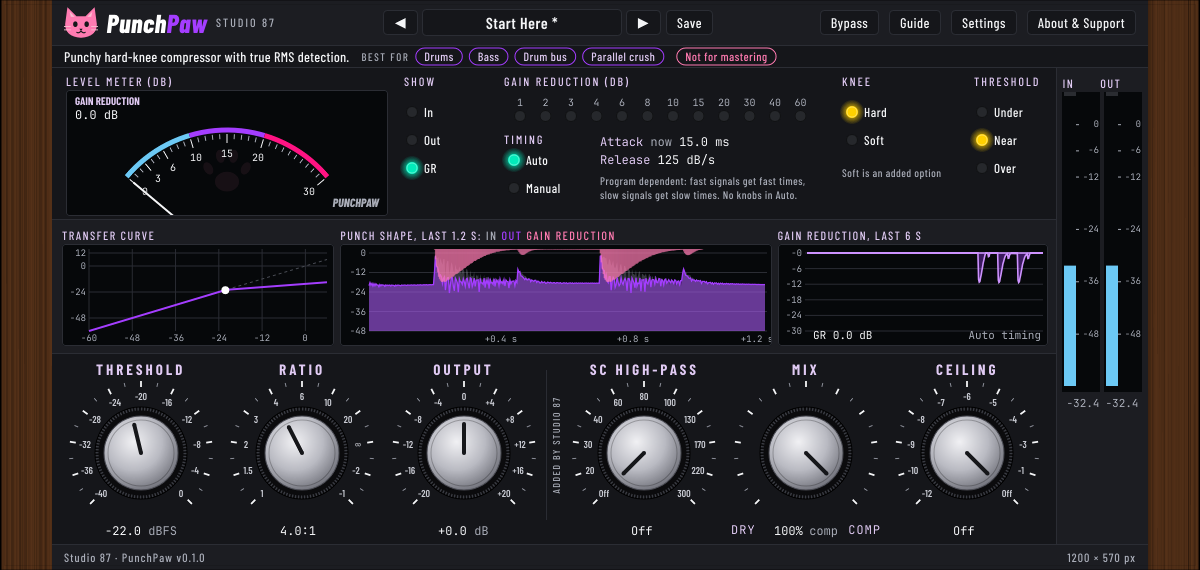 PunchPaw STUDIO 87 ◀ Start Here * ▶ Save Bypass Guide Settings About & Support
Punchy hard-knee compressor with true RMS detection. BEST FOR Drums Bass Drum bus Parallel crush Not for mastering
LEVEL METER (DB)
GAIN REDUCTION
0.0 dB
0 3 6 10 15 20 30
PUNCHPAW
SHOW
In
Out
GR
GAIN REDUCTION (DB)
1 2 3 4 6 8 10 15 20 30 40 60
TIMING
Auto
Manual
Attack now 15.0 ms
Release 125 dB/s
Program dependent: fast signals get fast times,
slow signals get slow times. No knobs in Auto.
KNEE
Hard
Soft
Soft is an added option
THRESHOLD
Under
Near
Over
IN OUT
0 0
-6 -6
-12 -12
-24 -24
-36 -36
-48 -48
-32.4 -32.4
TRANSFER CURVE
12
0
-24
-48
-60 -48 -36 -24 -12 0
PUNCH SHAPE, LAST 1.2 S: IN OUT GAIN REDUCTION
0
-12
-24
-36
-48
+0.4 s +0.8 s +1.2 s
GAIN REDUCTION, LAST 6 S
0
-6
-12
-18
-24
-30 GR 0.0 dB Auto timing
THRESHOLD
-40 -36 -32 -28 -24 -20 -16 -12 -8 -4 0
-22.0 dBFS
RATIO
1 1.5 2 3 4 6 10 20 ∞ -2 -1
4.0:1
OUTPUT
-20 -16 -12 -8 -4 0 +4 +8 +12 +16 +20
+0.0 dB
ADDED BY STUDIO 87
SC HIGH-PASS
Off 20 30 40 60 80 100 130 170 220 300
Off
MIX
DRY 100% comp COMP
CEILING
-12 -10 -8 -7 -6 -5 -4 -3 -1 Off
Off
Studio 87 · PunchPaw v0.1.0 1200 × 570 px